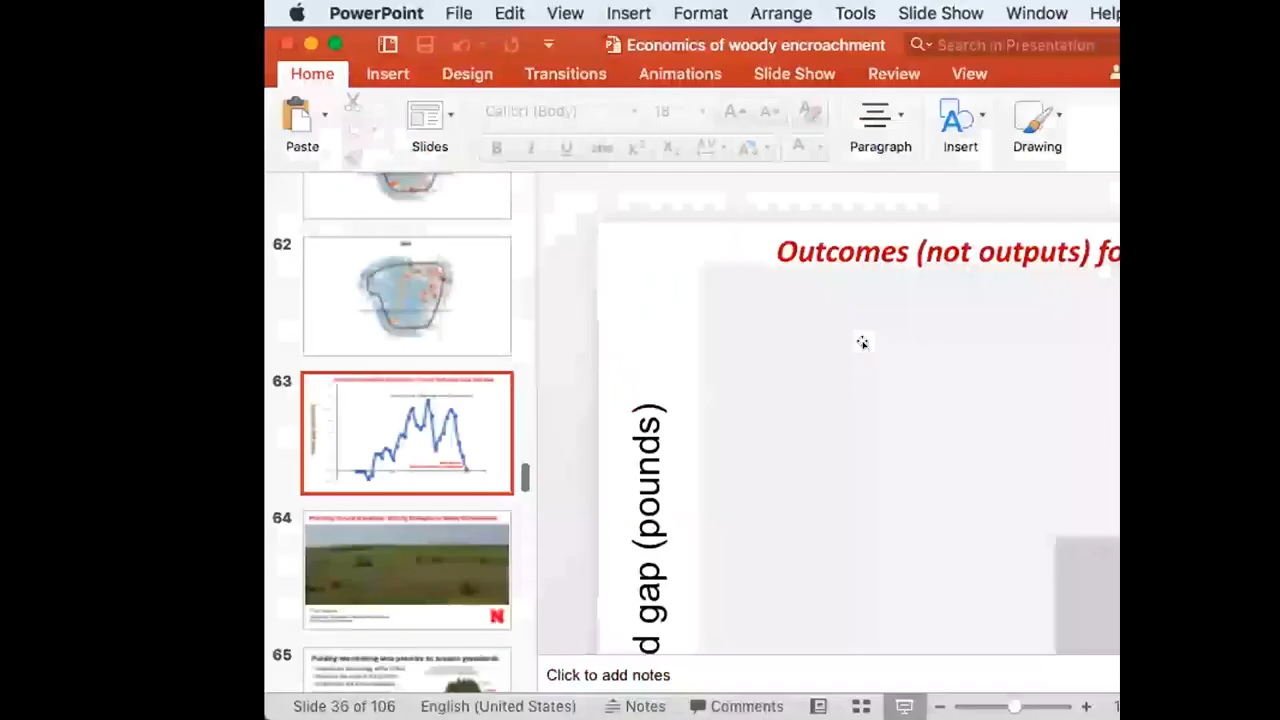 PowerPoint File Edit View Insert Format Arrange Tools Slide Show Window Help
Economics of woody encroachment
Search in Presentation
Home Insert Design Transitions Animations Slide Show Review View
Calibri (Body) 18
Paste Slides Paragraph Insert Drawing
62
63
64
65
Outcomes (not outputs) fo
d gap (pounds)
Click to add notes
Slide 36 of 106 English (United States) Notes Comments